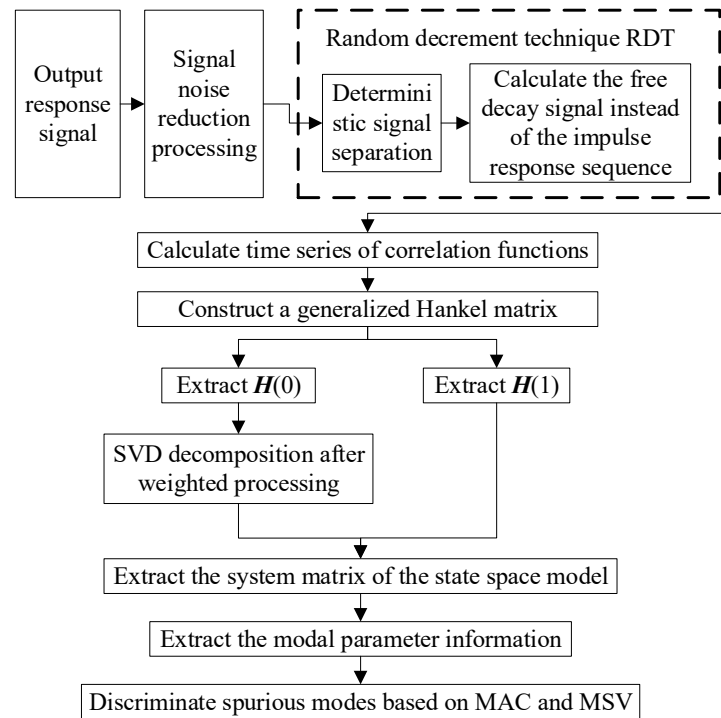 Output
response
signal
Signal
noise
reduction
processing
Random decrement technique RDT
Determini
stic signal
separation
Calculate the free
decay signal instead
of the impulse
response sequence
Calculate time series of correlation functions
Construct a generalized Hankel matrix
Extract H(0)
Extract H(1)
SVD decomposition after
weighted processing
Extract the system matrix of the state space model
Extract the modal parameter information
Discriminate spurious modes based on MAC and MSV